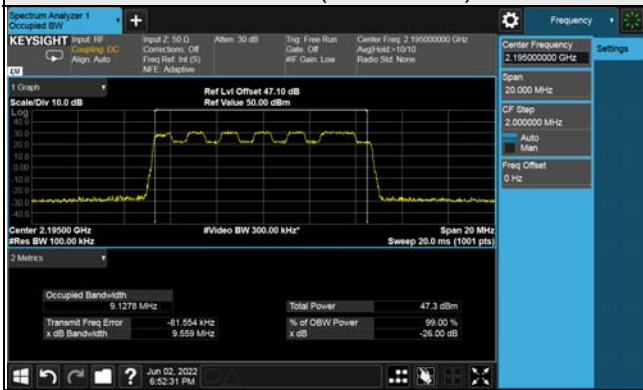 Spectrum Analyzer 1
Occupied BW
Frequency
KEYSIGHT
Input: RF
Coupling: DC
Align: Auto
Input Z: 50 Ω
Corrections: Off
Freq Ref: Int (S)
NFE: Adaptive
Atten: 30 dB
Trig: Free Run
Gate: Off
#IF Gain: Low
Center Freq: 2.195000000 GHz
Avg|Hold:>10/10
Radio Std: None
Center Frequency
2.195000000 GHz
Settings
Span
20.000 MHz
CF Step
2.000000 MHz
Auto
Man
Freq Offset
0 Hz
1 Graph
Scale/Div 10.0 dB
Ref Lvl Offset 47.10 dB
Ref Value 50.00 dBm
Log
40.0
30.0
20.0
10.0
0.00
-10.0
-20.0
-30.0
-40.0
Center 2.19500 GHz
#Res BW 100.00 kHz
#Video BW 300.00 kHz*
Span 20 MHz
Sweep 20.0 ms (1001 pts)
2 Metrics
Occupied Bandwidth
9.1278 MHz
Total Power 47.3 dBm
Transmit Freq Error -81.554 kHz
% of OBW Power 99.00 %
x dB Bandwidth 9.559 MHz
x dB -26.00 dB
?
Jun 02, 2022
6:52:31 PM